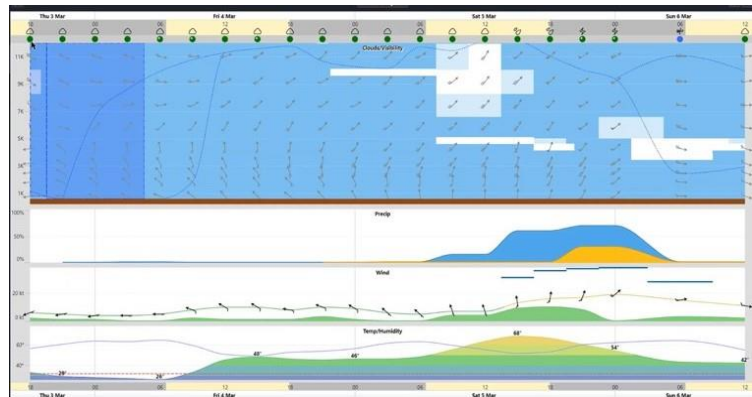 Thu 3 Mar Fri 4 Mar Sat 5 Mar Sun 6 Mar
18 00 06 12 18 00 06 12 18 00 06 12
Clouds/Visibility
11K
9K
7K
5K
3K
1K
Precip
100%
50%
0%
Wind
20 kt
0 kt
Temp/Humidity
60°
40°
29° 26° 48° 46° 68° 54° 42°
18 00 06 12 18 00 06 12 18 00 06 12
Thu 3 Mar Fri 4 Mar Sat 5 Mar Sun 6 Mar